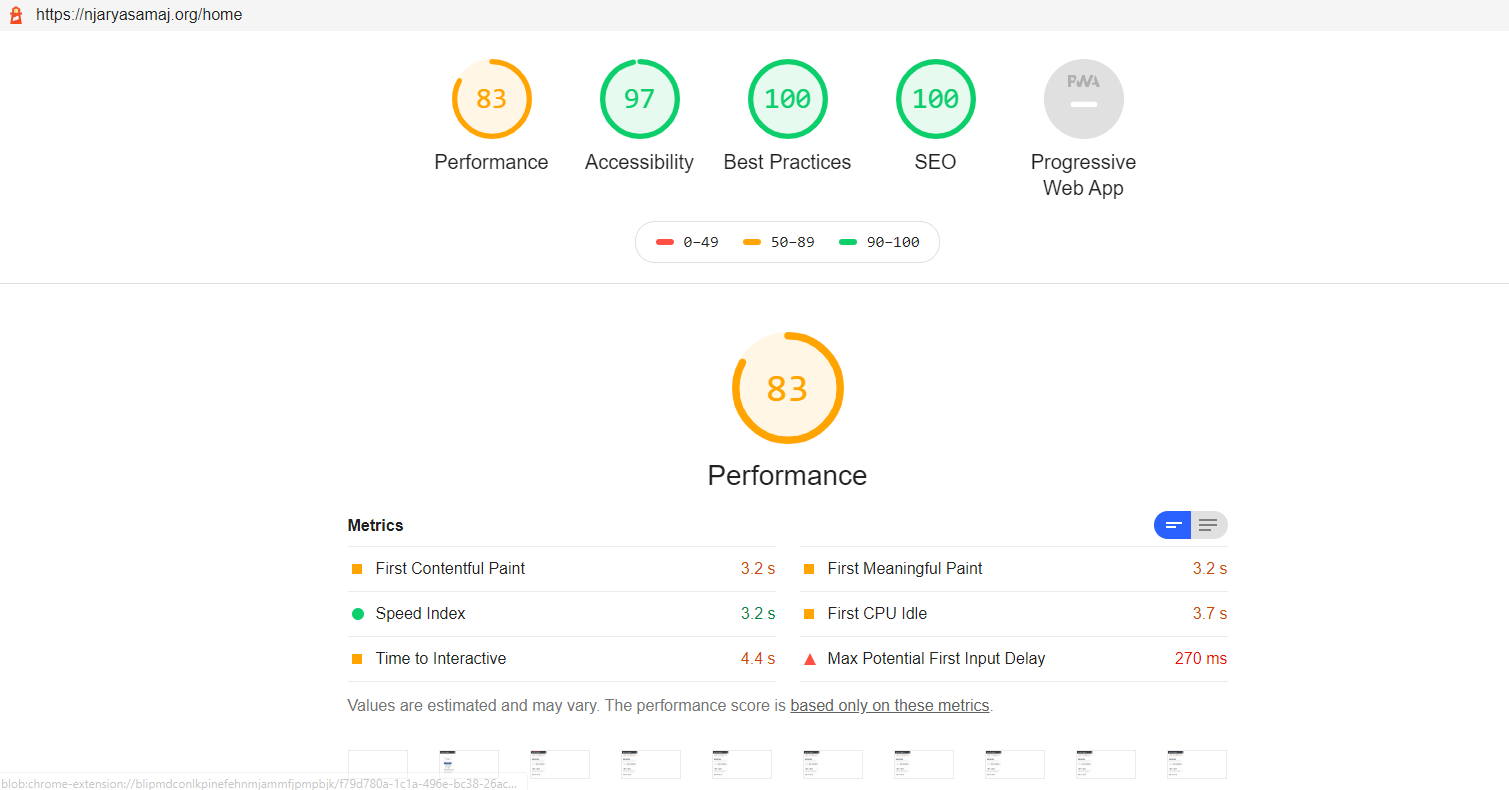 https://njaryasamaj.org/home
83 97 100 100 PWA
Performance Accessibility Best Practices SEO Progressive
Web App
0–49 50–89 90–100
83
Performance
Metrics
First Contentful Paint 3.2 s First Meaningful Paint 3.2 s
Speed Index 3.2 s First CPU Idle 3.7 s
Time to Interactive 4.4 s Max Potential First Input Delay 270 ms
Values are estimated and may vary. The performance score is based only on these metrics.
blob:chrome-extension://blipmdconlkpinefehnmjammfjpmpbjk/f79d780a-1c1a-496e-bc38-26ac...